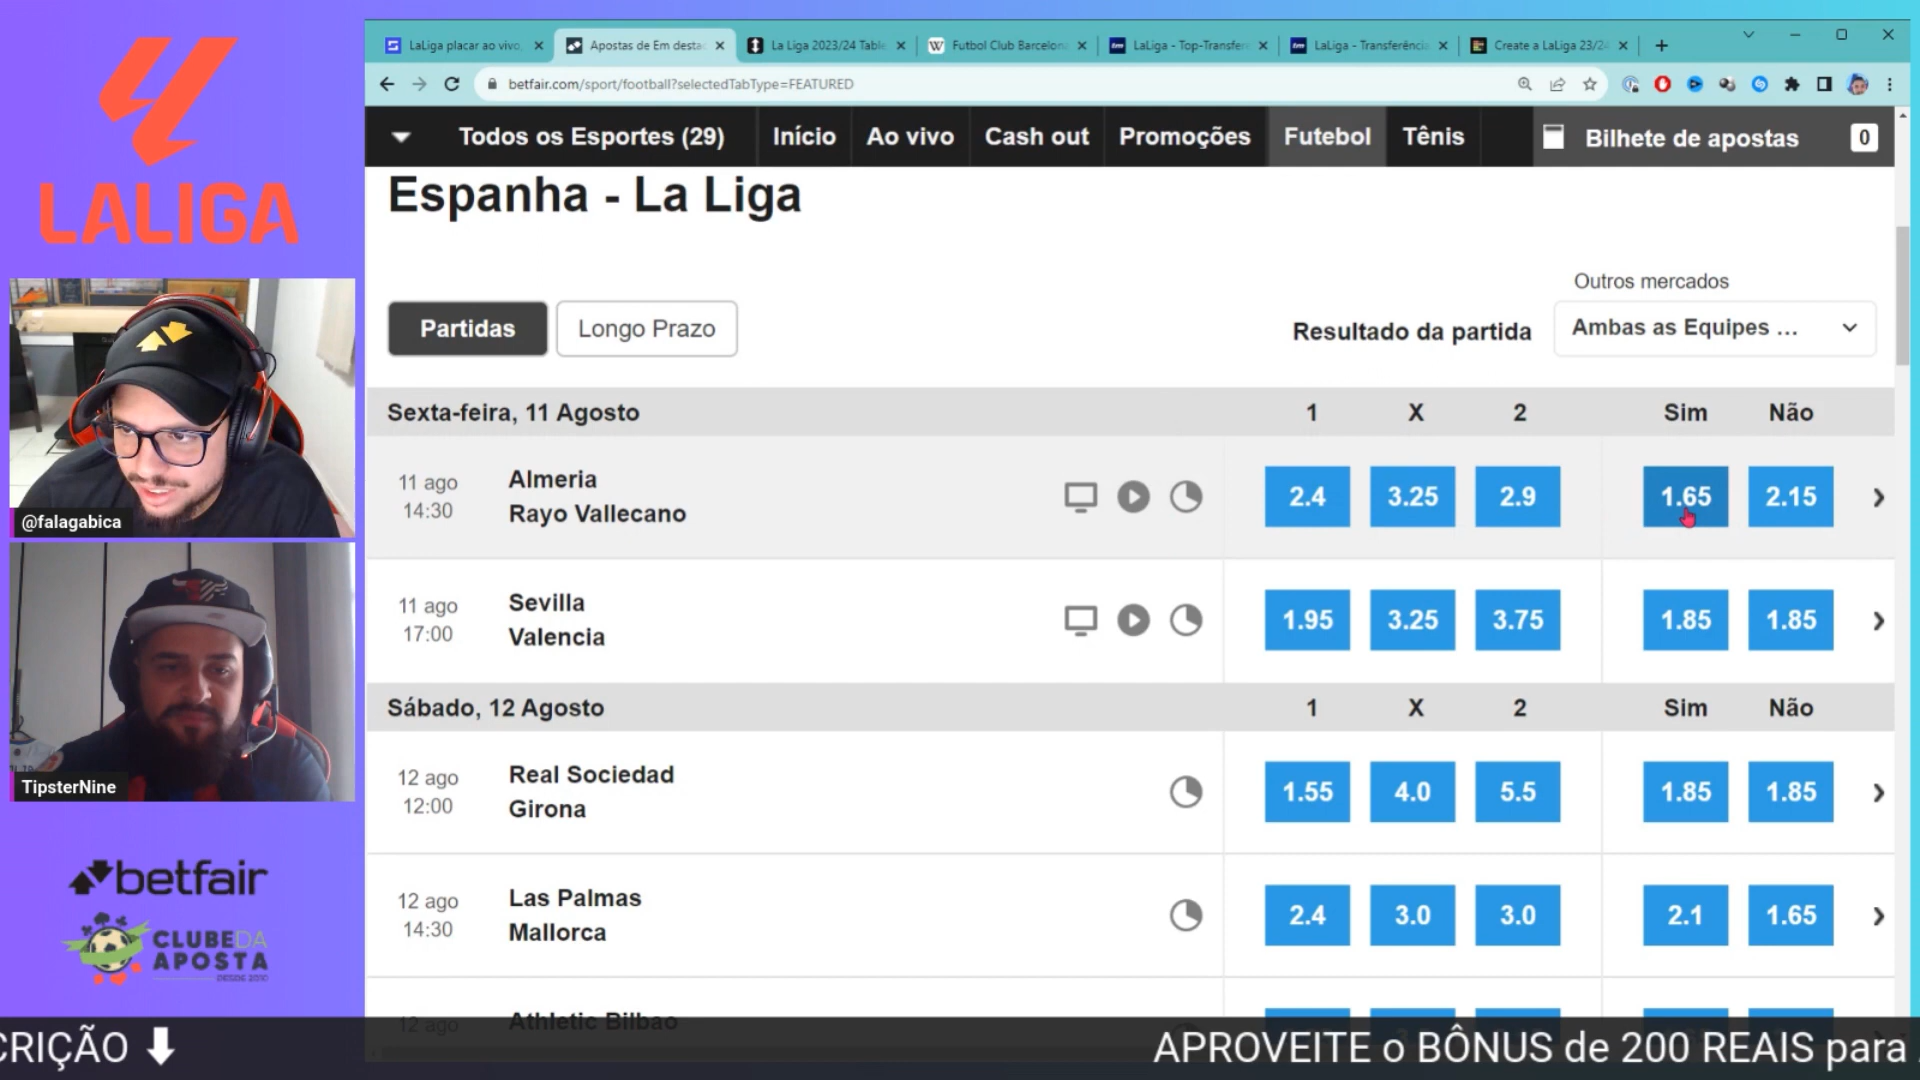 LALIGA
@falagabica
TipsterNine
betfair
CLUBEDA
APOSTA
DESDE 2010
LaLiga placar ao vivo,
Apostas de Em desta
La Liga 2023/24 Table
Futbol Club Barcelona
LaLiga - Top-Transfer
LaLiga - Transferência
Create a LaLiga 23/24
betfair.com/sport/football?selectedTabType=FEATURED
Todos os Esportes (29)
Início
Ao vivo
Cash out
Promoções
Futebol
Tênis
Bilhete de apostas
0
Espanha - La Liga
Outros mercados
Partidas
Longo Prazo
Resultado da partida
Ambas as Equipes ...
Sexta-feira, 11 Agosto 1 X 2 Sim Não
11 ago
14:30
Almeria
Rayo Vallecano
2.4 3.25 2.9 1.65 2.15
11 ago
17:00
Sevilla
Valencia
1.95 3.25 3.75 1.85 1.85
Sábado, 12 Agosto 1 X 2 Sim Não
12 ago
12:00
Real Sociedad
Girona
1.55 4.0 5.5 1.85 1.85
12 ago
14:30
Las Palmas
Mallorca
2.4 3.0 3.0 2.1 1.65
12 ago
Athletic Bilbao
CRIÇÃO
APROVEITE o BÔNUS de 200 REAIS para